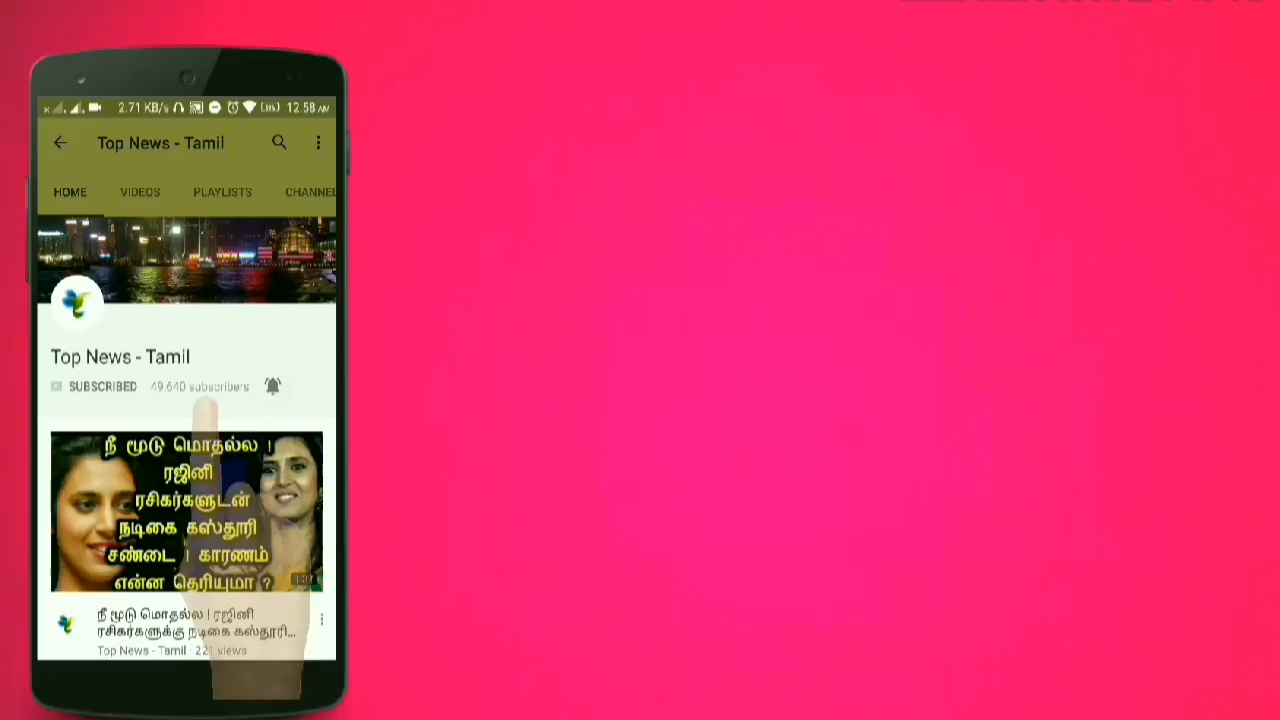 2.71 KB/s 12.58 AM
Top News - Tamil
HOME VIDEOS PLAYLISTS CHANNEL
Top News - Tamil
SUBSCRIBED 49,640 subscribers
நீ மூடு மொதல்ல !
ரஜினி
ரசிகர்களுடன்
நடிகை கஸ்தூரி
சண்டை ! காரணம்
என்ன தெரியுமா ?
நீ மூடு மொதல்ல ! ரஜினி
ரசிகர்களுக்கு நடிகை கஸ்தூரி...
Top News - Tamil · 221 views